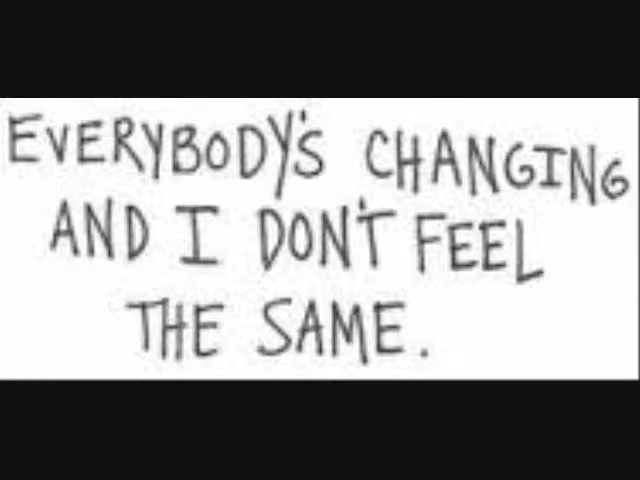 EVERYBODY'S CHANGING
AND I DON'T FEEL
THE SAME.